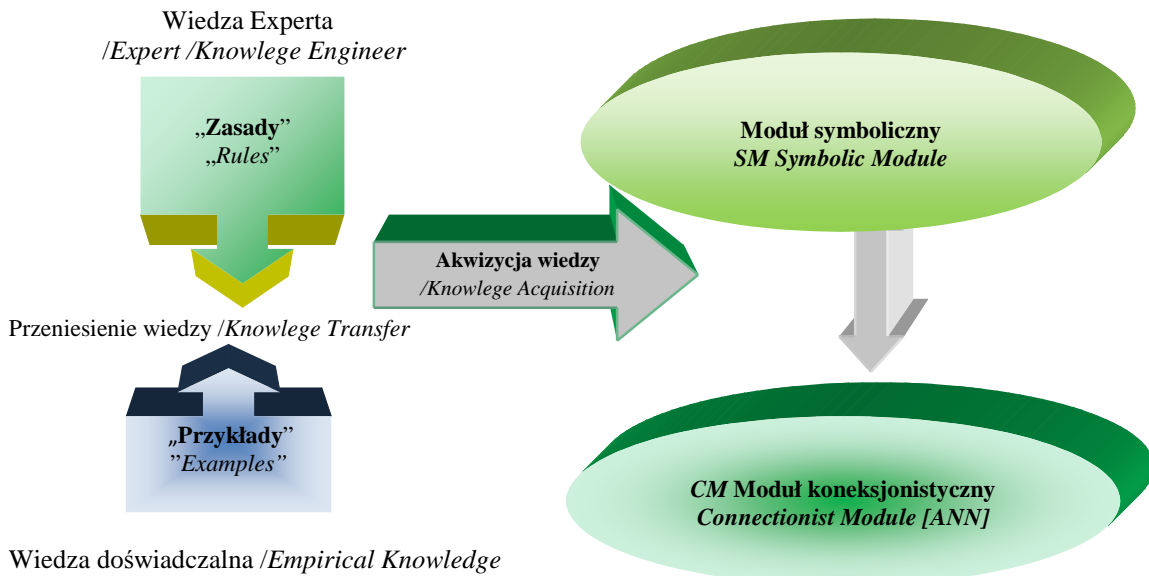 Wiedza Experta
/Expert /Knowlege Engineer
„Zasady”
„Rules”
Przeniesienie wiedzy /Knowlege Transfer
„Przykłady”
”Examples”
Wiedza doświadczalna /Empirical Knowledge
Akwizycja wiedzy
/Knowlege Acquisition
Moduł symboliczny
SM Symbolic Module
CM Moduł koneksjonistyczny
Connectionist Module [ANN]